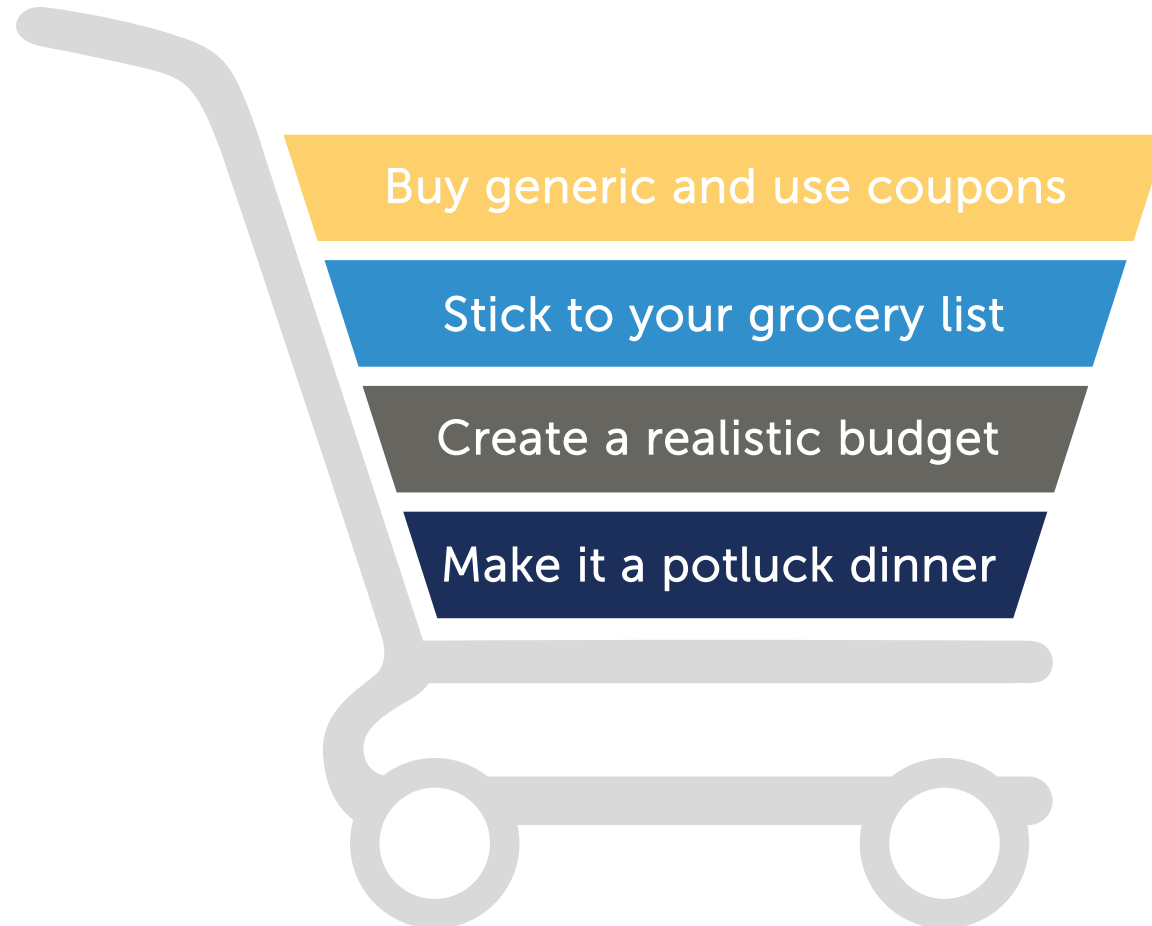 Buy generic and use coupons
Stick to your grocery list
Create a realistic budget
Make it a potluck dinner